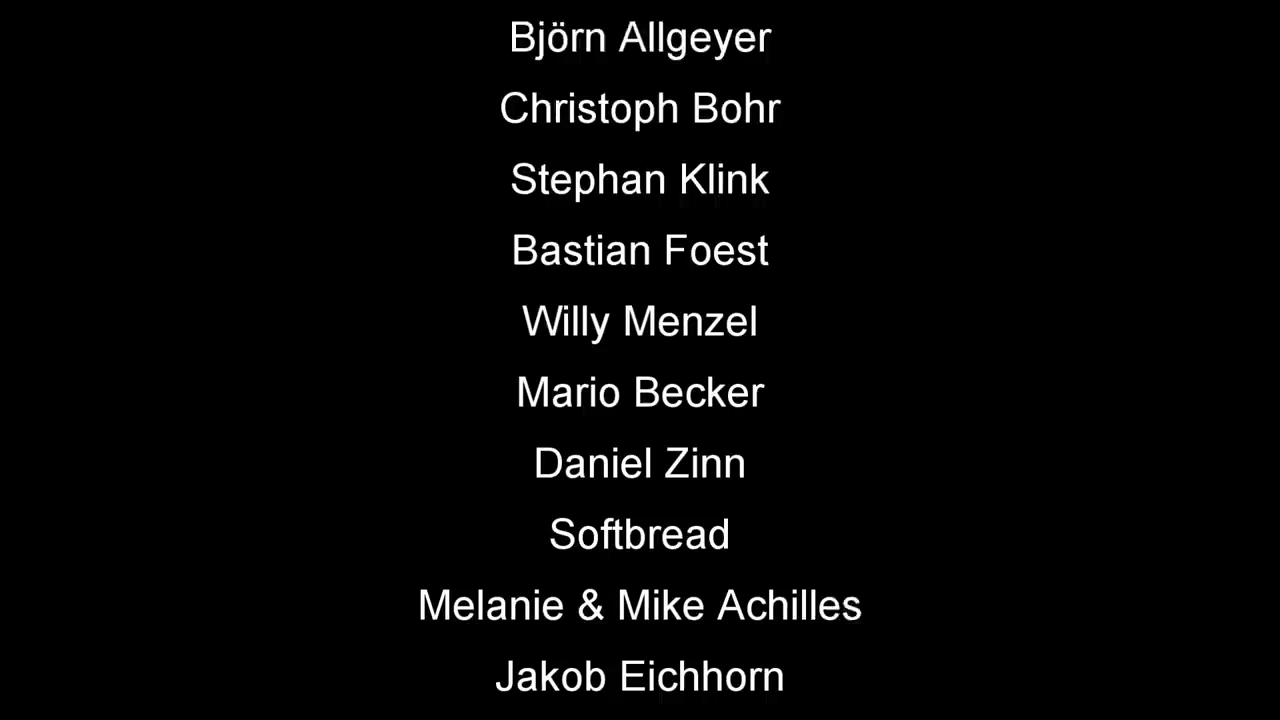 Björn Allgeyer
Christoph Bohr
Stephan Klink
Bastian Foest
Willy Menzel
Mario Becker
Daniel Zinn
Softbread
Melanie & Mike Achilles
Jakob Eichhorn